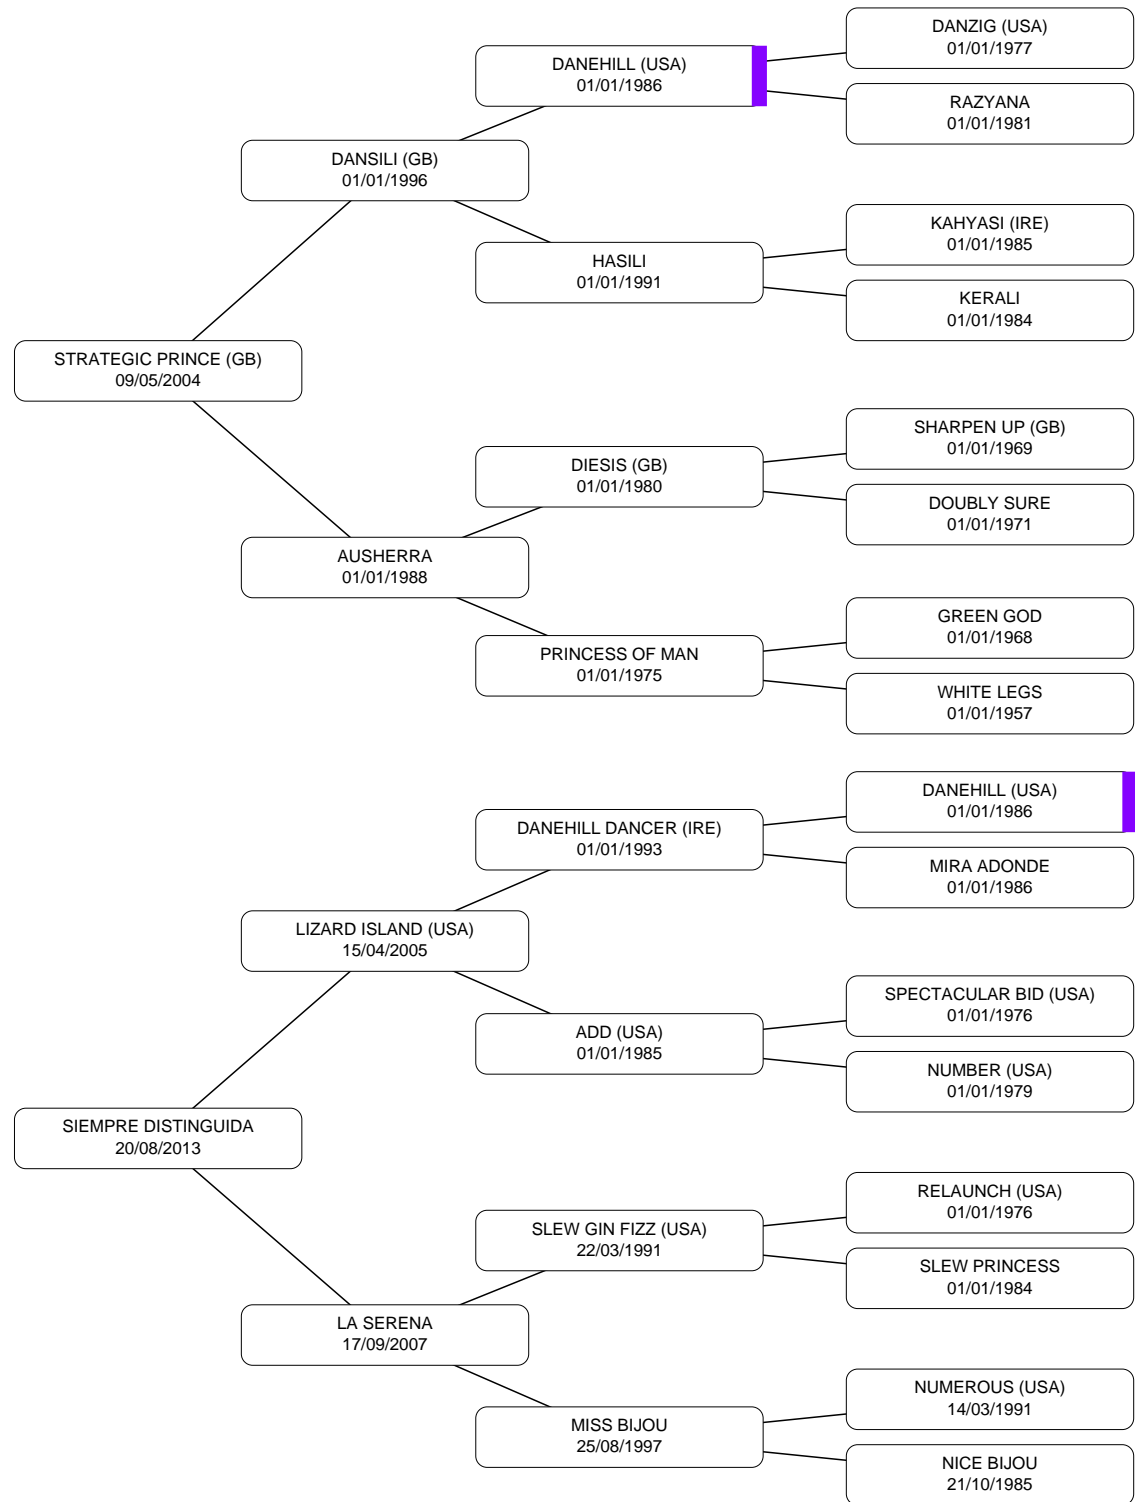 DANZIG (USA)
01/01/1977
DANEHILL (USA)
01/01/1986
RAZYANA
01/01/1981
DANSILI (GB)
01/01/1996
KAHYASI (IRE)
01/01/1985
HASILI
01/01/1991
KERALI
01/01/1984
STRATEGIC PRINCE (GB)
09/05/2004
SHARPEN UP (GB)
01/01/1969
DIESIS (GB)
01/01/1980
DOUBLY SURE
01/01/1971
AUSHERRA
01/01/1988
GREEN GOD
01/01/1968
PRINCESS OF MAN
01/01/1975
WHITE LEGS
01/01/1957
DANEHILL (USA)
01/01/1986
DANEHILL DANCER (IRE)
01/01/1993
MIRA ADONDE
01/01/1986
LIZARD ISLAND (USA)
15/04/2005
SPECTACULAR BID (USA)
01/01/1976
ADD (USA)
01/01/1985
NUMBER (USA)
01/01/1979
SIEMPRE DISTINGUIDA
20/08/2013
RELAUNCH (USA)
01/01/1976
SLEW GIN FIZZ (USA)
22/03/1991
SLEW PRINCESS
01/01/1984
LA SERENA
17/09/2007
NUMEROUS (USA)
14/03/1991
MISS BIJOU
25/08/1997
NICE BIJOU
21/10/1985